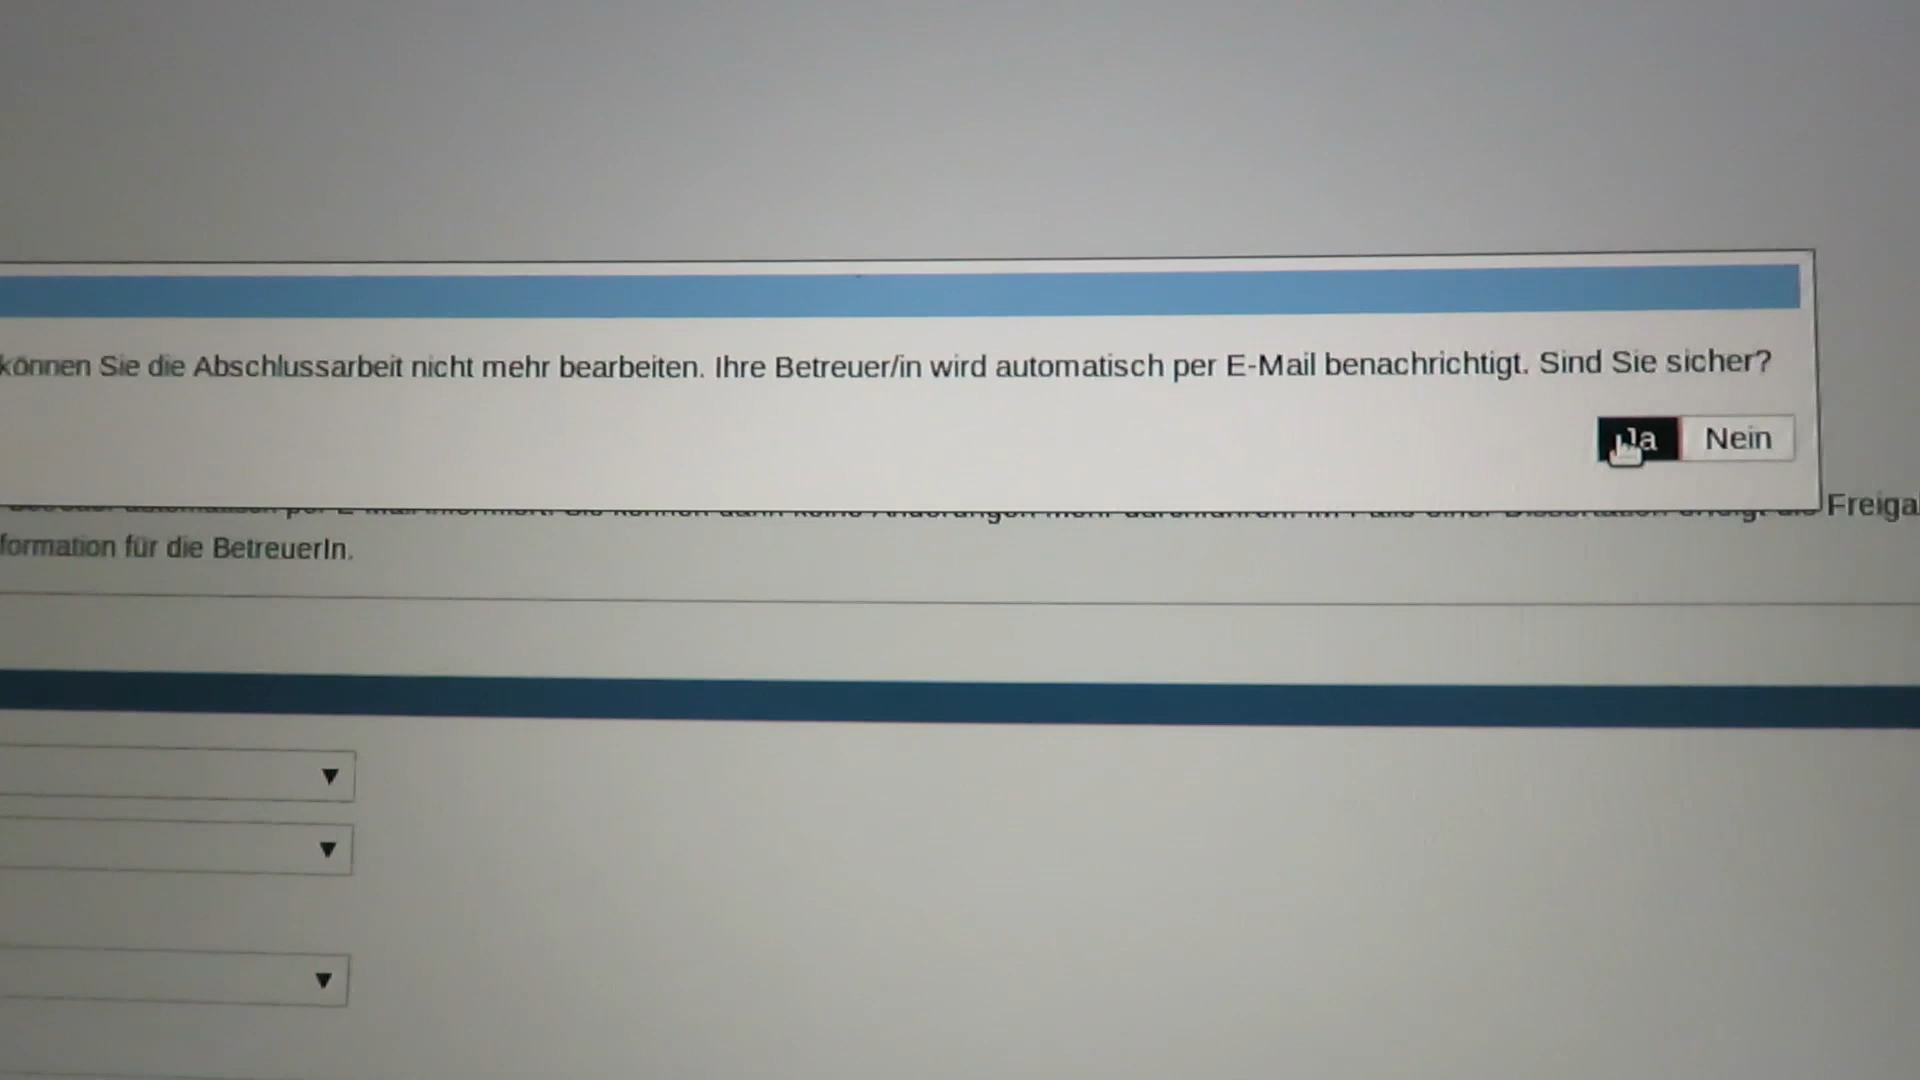 können Sie die Abschlussarbeit nicht mehr bearbeiten. Ihre Betreuer/in wird automatisch per E-Mail benachrichtigt. Sind Sie sicher?
Ja Nein
Freiga
formation für die BetreuerIn.